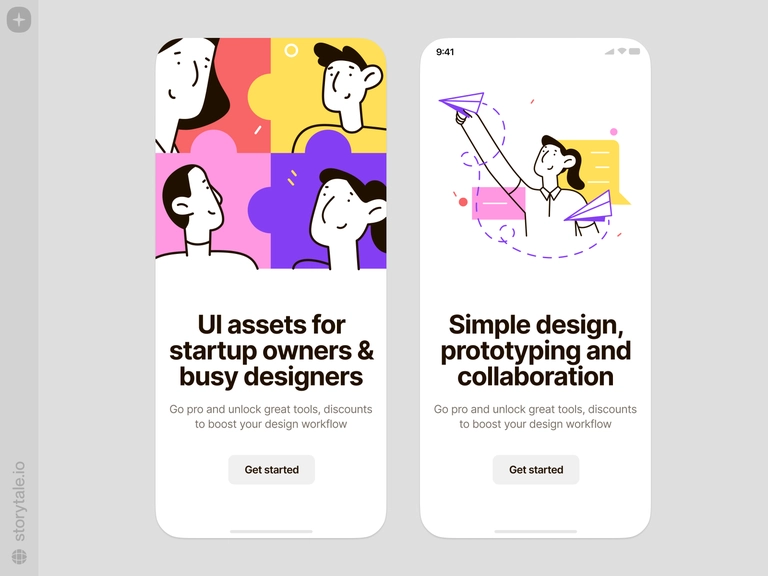 UI assets for
startup owners &
busy designers
Go pro and unlock great tools, discounts
to boost your design workflow
Get started
9:41
Simple design,
prototyping and
collaboration
Go pro and unlock great tools, discounts
to boost your design workflow
Get started
storytale.io